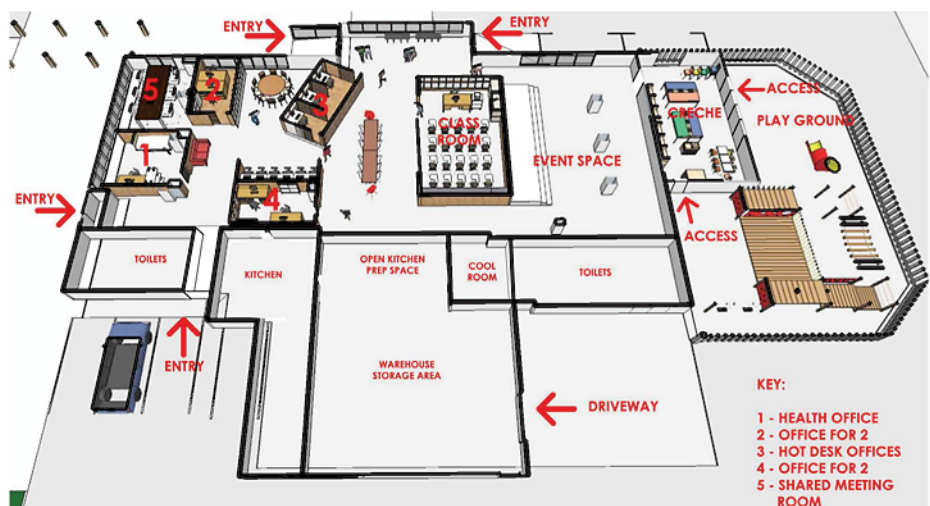 ENTRY
ENTRY
5
2
3
1
4
CLASS
ROOM
EVENT SPACE
CRECHE
ACCESS
PLAY GROUND
ENTRY
ACCESS
TOILETS
KITCHEN
OPEN KITCHEN
PREP SPACE
COOL
ROOM
TOILETS
ENTRY
WAREHOUSE
STORAGE AREA
DRIVEWAY
KEY:
1 - HEALTH OFFICE
2 - OFFICE FOR 2
3 - HOT DESK OFFICES
4 - OFFICE FOR 2
5 - SHARED MEETING
ROOM